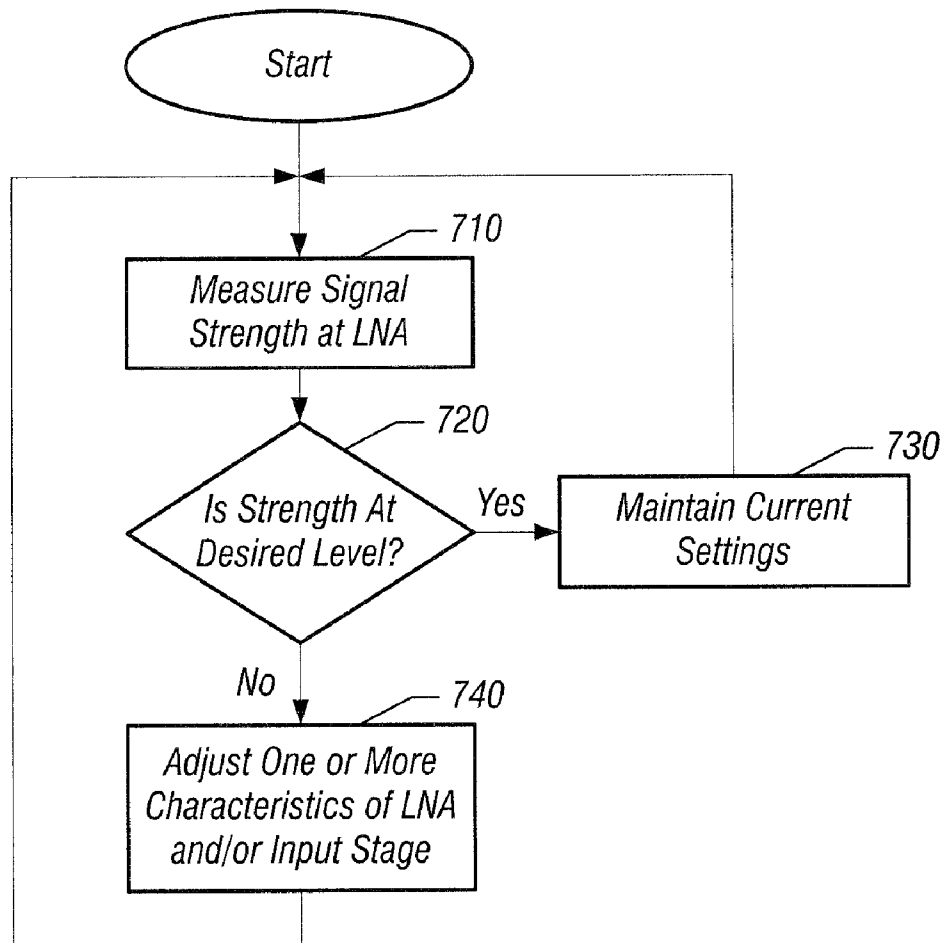 Start
710
Measure Signal
Strength at LNA
720
Is Strength At
Desired Level?
Yes
730
Maintain Current
Settings
No
740
Adjust One or More
Characteristics of LNA
and/or Input Stage